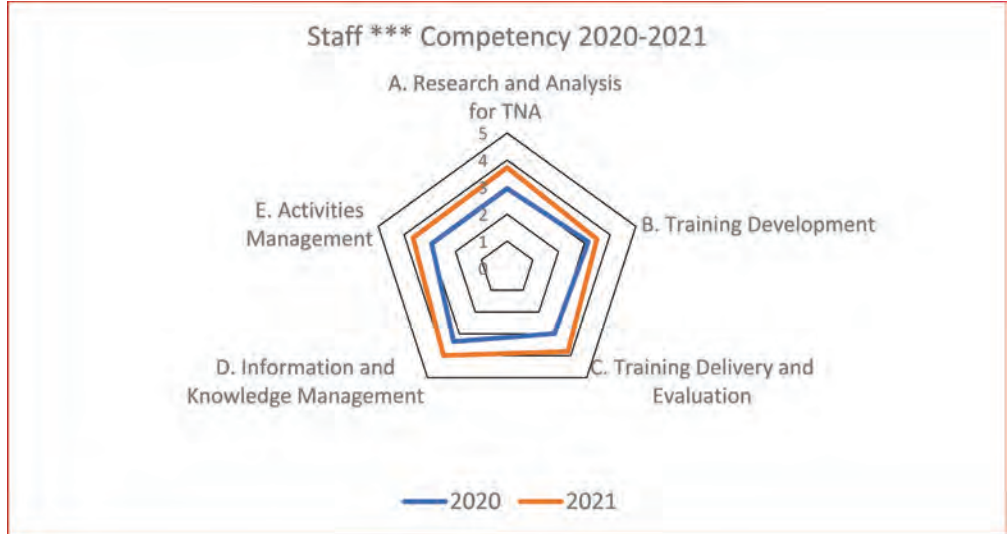 Staff *** Competency 2020-2021
A. Research and Analysis
for TNA
5
4
3
2
1
0
B. Training Development
C. Training Delivery and
Evaluation
D. Information and
Knowledge Management
E. Activities
Management
2020
2021